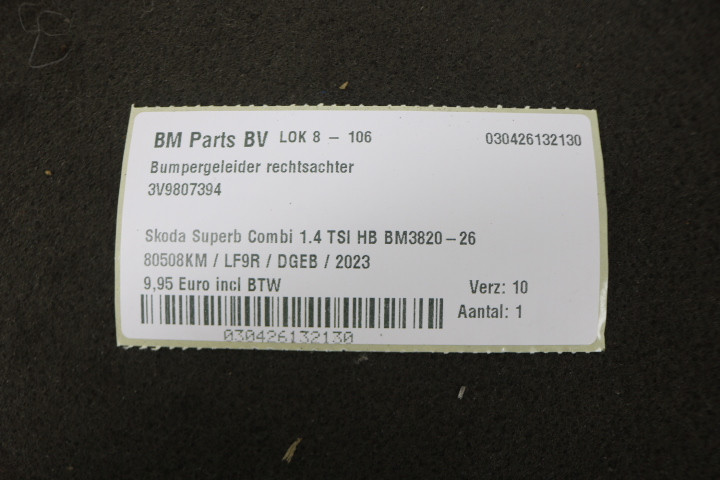 BM Parts BV LOK 8 - 106 030426132130
Bumpergeleider rechtsachter
3V9807394
Skoda Superb Combi 1.4 TSI HB BM3820-26
80508KM / LF9R / DGEB / 2023
9,95 Euro incl BTW Verz: 10
Aantal: 1
030426132130